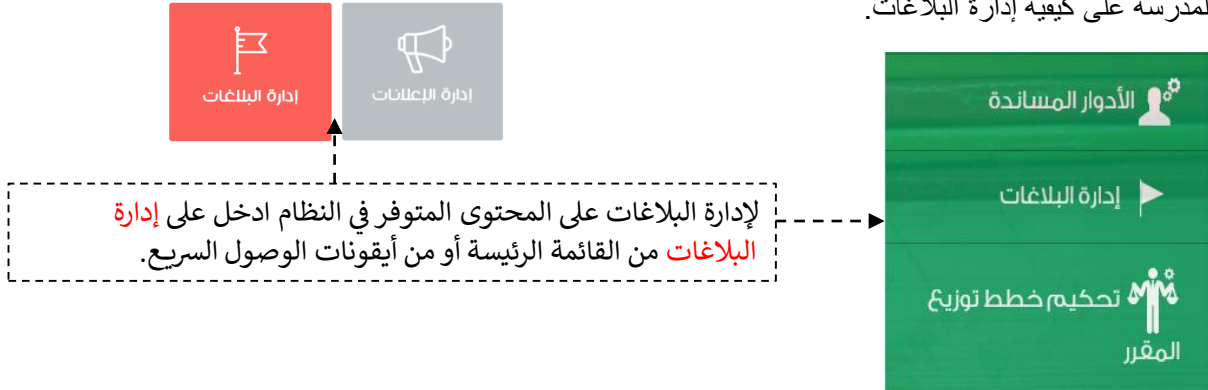 المدرسة على كيفية إدارة البلاغات.
إدارة الإعلانات
إدارة البلاغات
الأدوار المساندة
إدارة البلاغات
تحكيم خطط توزيع
المقرر
لإدارة البلاغات على المحتوى المتوفر في النظام ادخل على إدارة
البلاغات من القائمة الرئيسة أو من أيقونات الوصول السريع.